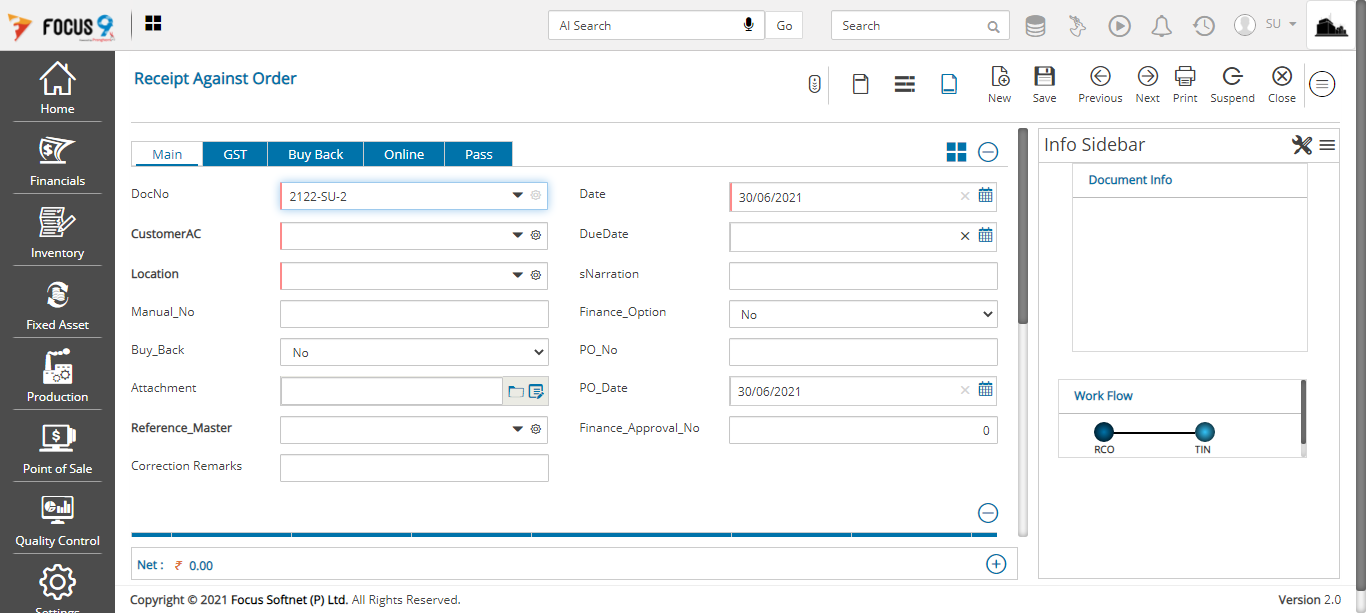 FOCUS 9
AI Search
Go
Search
SU
Home
Financials
Inventory
Fixed Asset
Production
Point of Sale
Quality Control
Settings
Receipt Against Order
New
Save
Previous
Next
Print
Suspend
Close
Main
GST
Buy Back
Online
Pass
DocNo
2122-SU-2
Date
30/06/2021
CustomerAC
DueDate
Location
sNarration
Manual_No
Finance_Option
No
Buy_Back
No
PO_No
Attachment
PO_Date
30/06/2021
Reference_Master
Finance_Approval_No
0
Correction Remarks
Net : ₹ 0.00
Info Sidebar
Document Info
Work Flow
RCO
TIN
Copyright © 2021 Focus Softnet (P) Ltd. All Rights Reserved.
Version 2.0